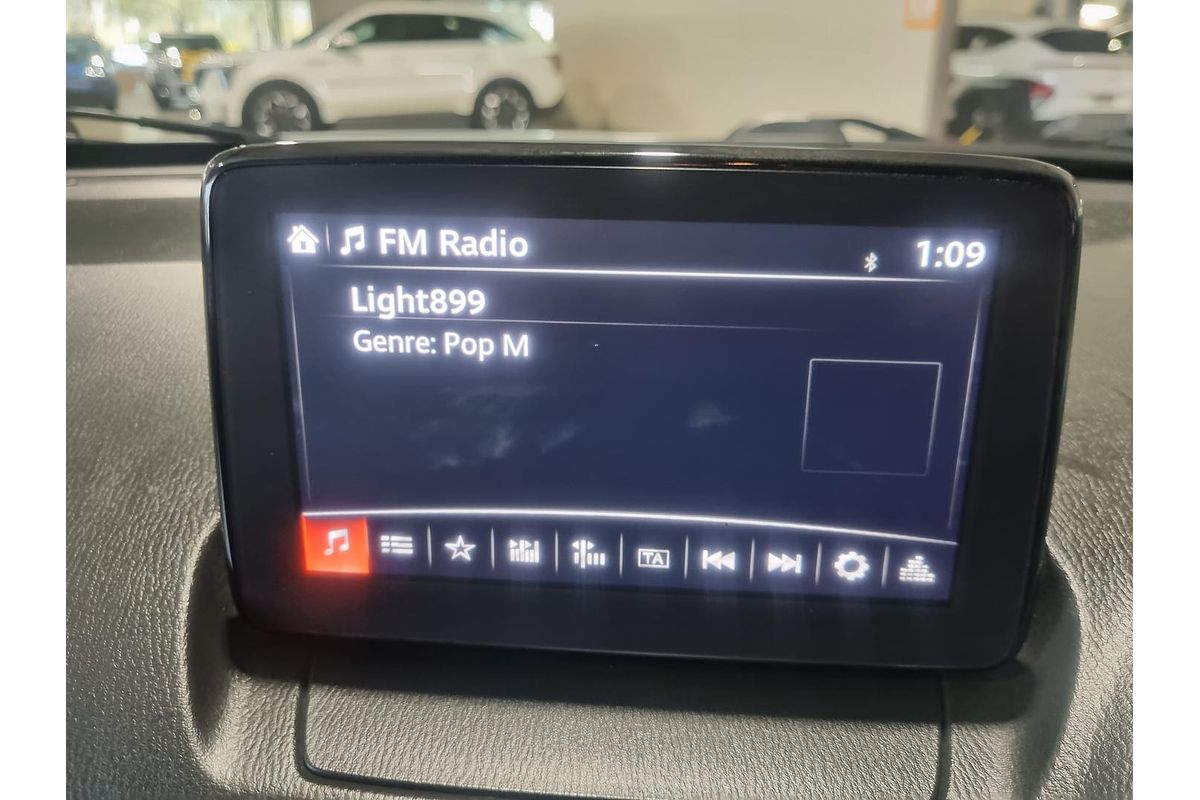 FM Radio
1:09
Light899
Genre: Pop M
TA